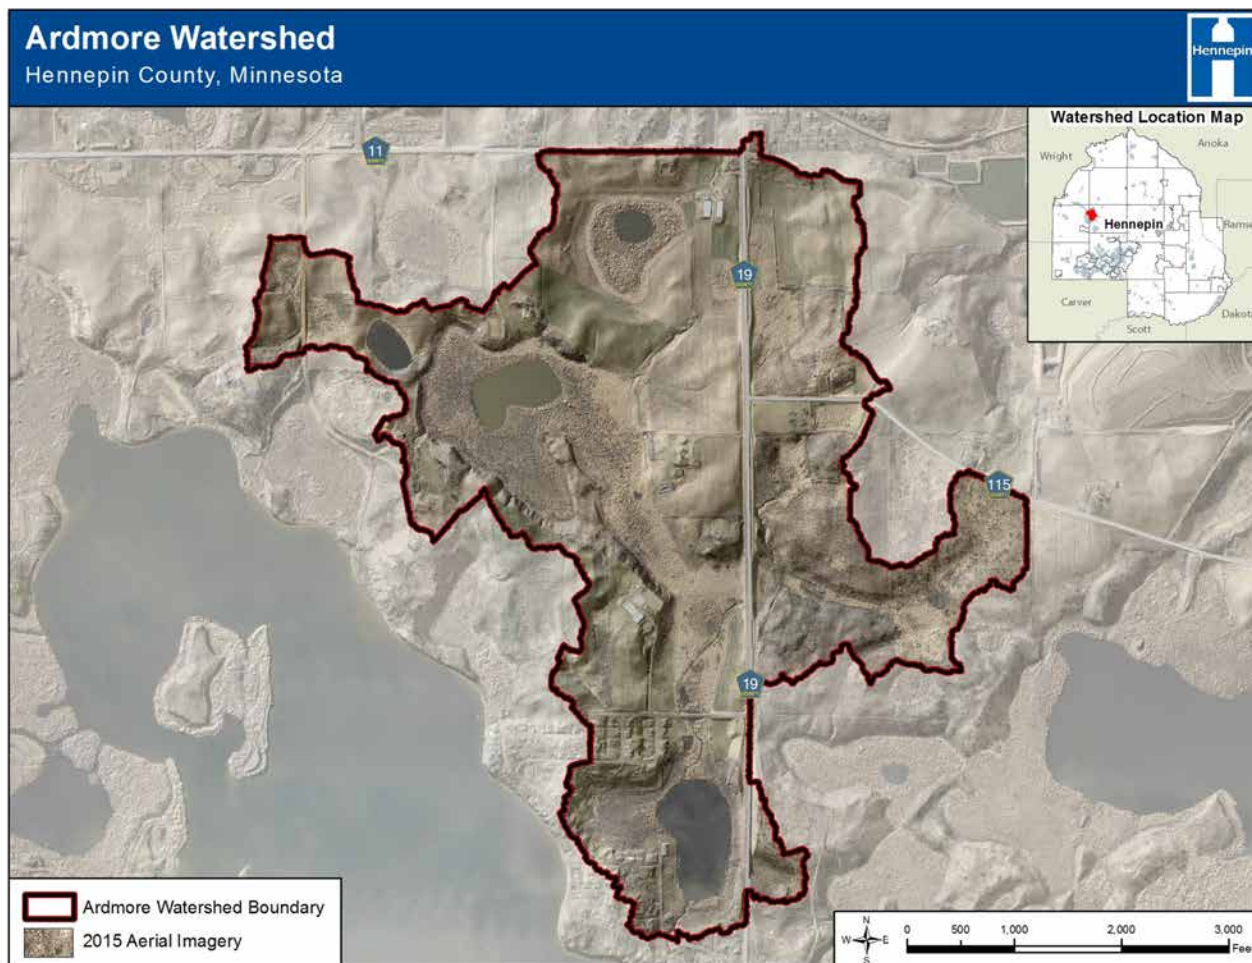 Ardmore Watershed
Hennepin County, Minnesota
Hennepin
Watershed Location Map
Wright
Anoka
Hennepin
Carver
Scott
11
19
115
19
Ardmore Watershed Boundary
2015 Aerial Imagery
N
W E
S
0 500 1,000 2,000 3,000